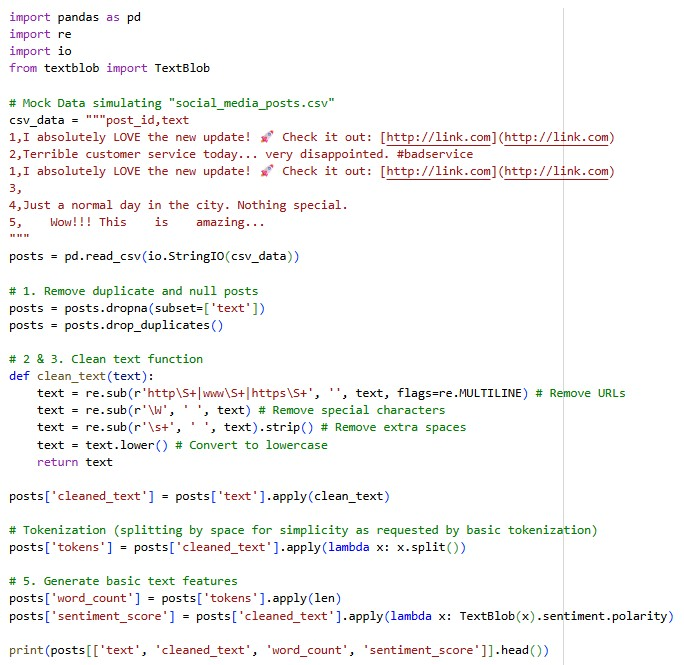 import pandas as pd
import re
import io
from textblob import TextBlob
# Mock Data simulating "social_media_posts.csv"
csv_data = """post_id,text
1,I absolutely LOVE the new update! 🚀 Check it out: [http://link.com](http://link.com)
2,Terrible customer service today... very disappointed. #badservice
1,I absolutely LOVE the new update! 🚀 Check it out: [http://link.com](http://link.com)
3,
4,Just a normal day in the city. Nothing special.
5,    Wow!!! This    is    amazing...
"""
posts = pd.read_csv(io.StringIO(csv_data))
# 1. Remove duplicate and null posts
posts = posts.dropna(subset=['text'])
posts = posts.drop_duplicates()
# 2 & 3. Clean text function
def clean_text(text):
    text = re.sub(r'http\S+|www\S+|https\S+', '', text, flags=re.MULTILINE) # Remove URLs
    text = re.sub(r'\W', ' ', text) # Remove special characters
    text = re.sub(r'\s+', ' ', text).strip() # Remove extra spaces
    text = text.lower() # Convert to lowercase
    return text
posts['cleaned_text'] = posts['text'].apply(clean_text)
# Tokenization (splitting by space for simplicity as requested by basic tokenization)
posts['tokens'] = posts['cleaned_text'].apply(lambda x: x.split())
# 5. Generate basic text features
posts['word_count'] = posts['tokens'].apply(len)
posts['sentiment_score'] = posts['cleaned_text'].apply(lambda x: TextBlob(x).sentiment.polarity)
print(posts[['text', 'cleaned_text', 'word_count', 'sentiment_score']].head())